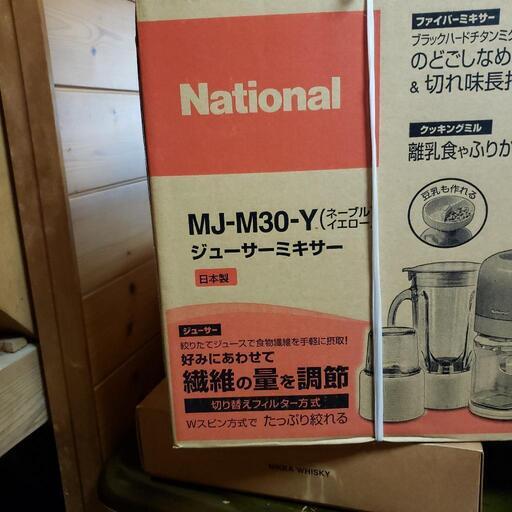 National
MJ-M30-Y(ネーブル
イエロー
ジューサーミキサー
日本製
ジューサー
絞りたてジュースで食物繊維を手軽に摂取!
好みにあわせて
繊維の量を調節
切り替えフィルター方式
Wスピン方式で たっぷり絞れる
ファイバーミキサー
ブラックハードチタンミク
のどごしなめ
&切れ味長持
クッキングミル
離乳食やふりか
豆乳も作れる
NIKKA WHISKY